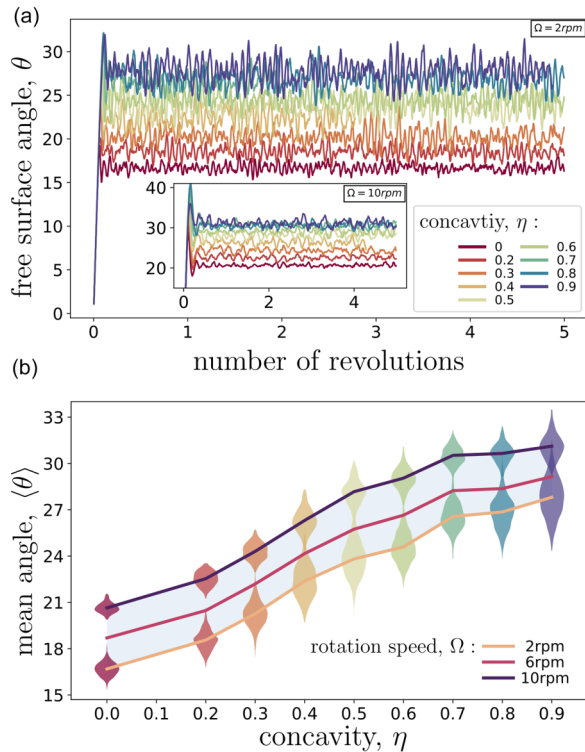 (a)
Ω = 2rpm
free surface angle, θ
35
30
25
20
15
10
5
0
0 1 2 3 4 5
number of revolutions
Ω = 10rpm
40
30
20
0 2 4
concavtiy, η :
0
0.2
0.3
0.4
0.5
0.6
0.7
0.8
0.9
(b)
mean angle, ⟨θ⟩
33
30
27
24
21
18
15
0.0 0.1 0.2 0.3 0.4 0.5 0.6 0.7 0.8 0.9
concavity, η
rotation speed, Ω :
2rpm
6rpm
10rpm